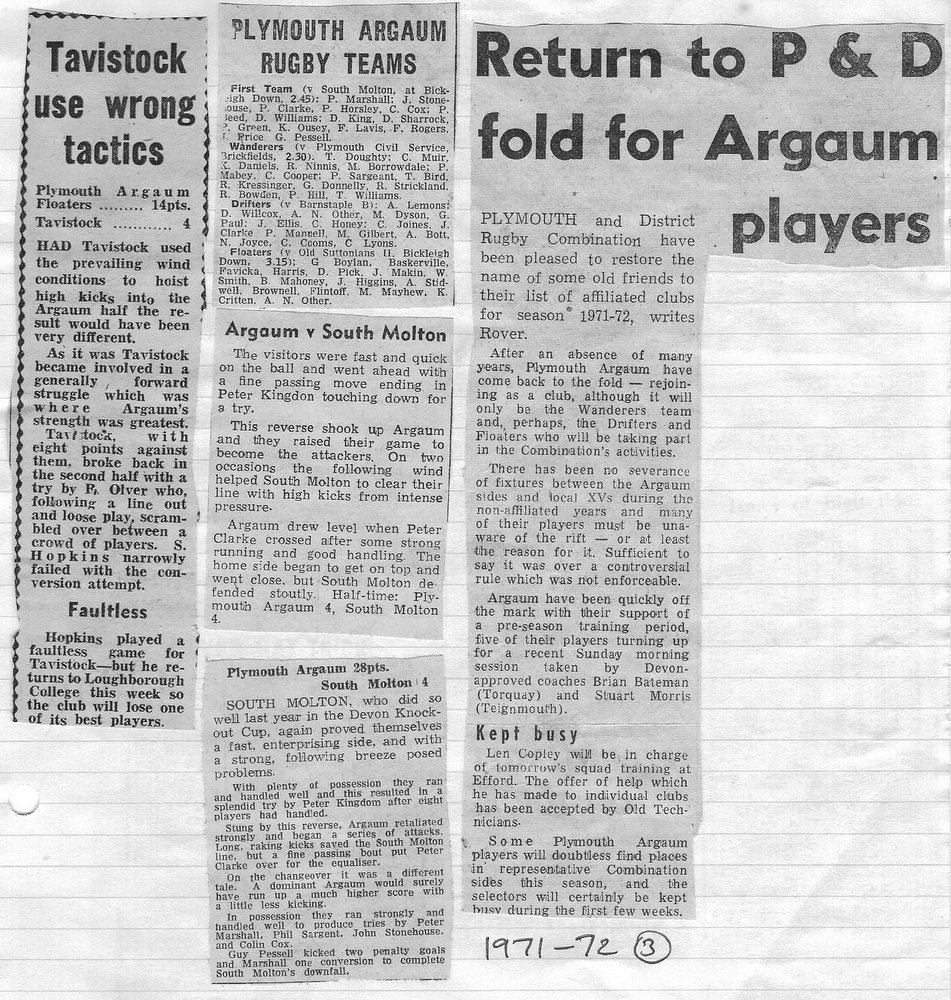 Tavistock
use wrong
tactics
Plymouth Argaum
Floaters ......... 14pts.
Tavistock ............ 4
HAD Tavistock used
the prevailing wind
conditions to hoist
high kicks into the
Argaum half the re-
sult would have been
very different.
As it was Tavistock
became involved in a
generally forward
struggle which was
where Argaum's
strength was greatest.
Tavistock, with
eight points against
them, broke back in
the second half with a
try by R. Olver who,
following a line out
and loose play, scram-
bled over between a
crowd of players. S.
Hopkins narrowly
failed with the con-
version attempt.
Faultless
Hopkins played a
faultless game for
Tavistock—but he re-
turns to Loughborough
College this week so
the club will lose one
of its best players.
PLYMOUTH ARGAUM
RUGBY TEAMS
First Team (v South Molton, at Bick-
leigh Down, 2.45): P. Marshall; J. Stone-
ouse, P. Clarke, P. Horsley, C. Cox; P.
eed, D. Williams; D. King, D. Sharrock,
P. Green, K. Ousey, F. Lavis, F. Rogers,
Price G. Pessell.
Wanderers (v Plymouth Civil Service,
Brickfields, 2.30). T. Doughty; C. Muir,
K. Daniels, R. Ninnis, M. Borrowdale; P.
Mabey, C. Cooper; P. Sargeant, T. Bird,
R. Kressinger, G. Donnelly, R. Strickland,
R. Bowden, P. Hill, T. Williams.
Drifters (v Barnstaple B): A. Lemons;
D. Willcox, A. N. Other, M. Dyson, G.
Paul; J. Ellis, C. Honey; C. Joines, J.
Clarke P. Mannell, M. Gilbert, A. Bott,
N. Joyce, C. Cooms, C Lyons.
Floaters (v Old Suttonians II, Bickleigh
Down, 3.15): G Boylan, Baskerville,
Favicka, Harris, D. Pick, J. Makin, W.
Smith, B. Mahoney, J. Higgins, A. Stid-
well, Brownell, Flintoff, M. Mayhew, K.
Critten, A. N. Other.
Argaum v South Molton
The visitors were fast and quick
on the ball and went ahead with
a fine passing move ending in
Peter Kingdon touching down for
a try.
This reverse shook up Argaum
and they raised their game to
become the attackers. On two
occasions the following wind
helped South Molton to clear their
line with high kicks from intense
pressure.
Argaum drew level when Peter
Clarke crossed after some strong
running and good handling. The
home side began to get on top and
went close, but South Molton de-
fended stoutly. Half-time: Ply-
mouth Argaum 4, South Molton
4.
Plymouth Argaum 28pts.
South Molton 4
SOUTH MOLTON, who did so
well last year in the Devon Knock-
out Cup, again proved themselves
a fast, enterprising side, and with
a strong, following breeze posed
problems.
With plenty of possession they ran
and handled well and this resulted in a
splendid try by Peter Kingdom after eight
players had handled.
Stung by this reverse, Argaum retaliated
strongly and began a series of attacks.
Long, raking kicks saved the South Molton
line, but a fine passing bout put Peter
Clarke over for the equaliser.
On the changeover it was a different
tale. A dominant Argaum would surely
have run up a much higher score with
a little less kicking.
In possession they ran strongly and
handled well to produce tries by Peter
Marshall, Phil Sargent, John Stonehouse,
and Colin Cox.
Guy Pessell kicked two penalty goals
and Marshall one conversion to complete
South Molton's downfall.
Return to P & D
fold for Argaum
players
PLYMOUTH and District
Rugby Combination have
been pleased to restore the
name of some old friends to
their list of affiliated clubs
for season 1971-72, writes
Rover.
After an absence of many
years, Plymouth Argaum have
come back to the fold — rejoin-
ing as a club, although it will
only be the Wanderers team
and, perhaps, the Drifters and
Floaters who will be taking part
in the Combination's activities.
There has been no severance
of fixtures between the Argaum
sides and local XVs during the
non-affiliated years and many
of their players must be una-
ware of the rift — or at least
the reason for it. Sufficient to
say it was over a controversial
rule which was not enforceable.
Argaum have been quickly off
the mark with their support of
a pre-season training period,
five of their players turning up
for a recent Sunday morning
session taken by Devon-
approved coaches Brian Bateman
(Torquay) and Stuart Morris
(Teignmouth).
Kept busy
Len Copley will be in charge
of tomorrow's squad training at
Efford. The offer of help which
he has made to individual clubs
has been accepted by Old Tech-
nicians.
Some Plymouth Argaum
players will doubtless find places
in representative Combination
sides this season, and the
selectors will certainly be kept
busy during the first few weeks.
1971-72 3